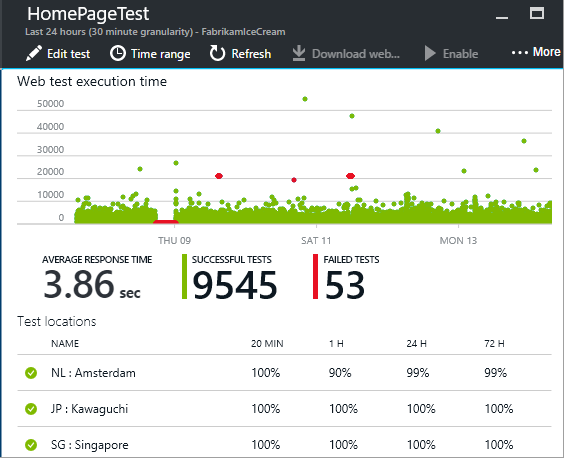 HomePageTest
Last 24 hours (30 minute granularity) - FabrikamIceCream
Edit test Time range Refresh Download web... Enable ••• More
Web test execution time
50000
40000
30000
20000
10000
0
THU 09 SAT 11 MON 13
AVERAGE RESPONSE TIME SUCCESSFUL TESTS FAILED TESTS
3.86 sec 9545 53
Test locations
NAME 20 MIN 1 H 24 H 72 H
NL : Amsterdam 100% 90% 99% 99%
JP : Kawaguchi 100% 100% 100% 100%
SG : Singapore 100% 100% 100% 100%